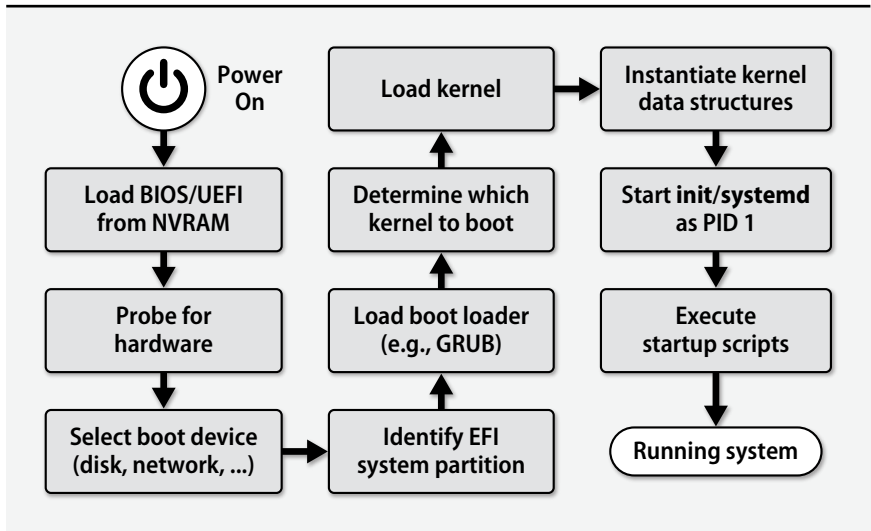 Power
On
Load BIOS/UEFI
from NVRAM
Probe for
hardware
Select boot device
(disk, network, ...)
Identify EFI
system partition
Load boot loader
(e.g., GRUB)
Determine which
kernel to boot
Load kernel
Instantiate kernel
data structures
Start init/systemd
as PID 1
Execute
startup scripts
Running system